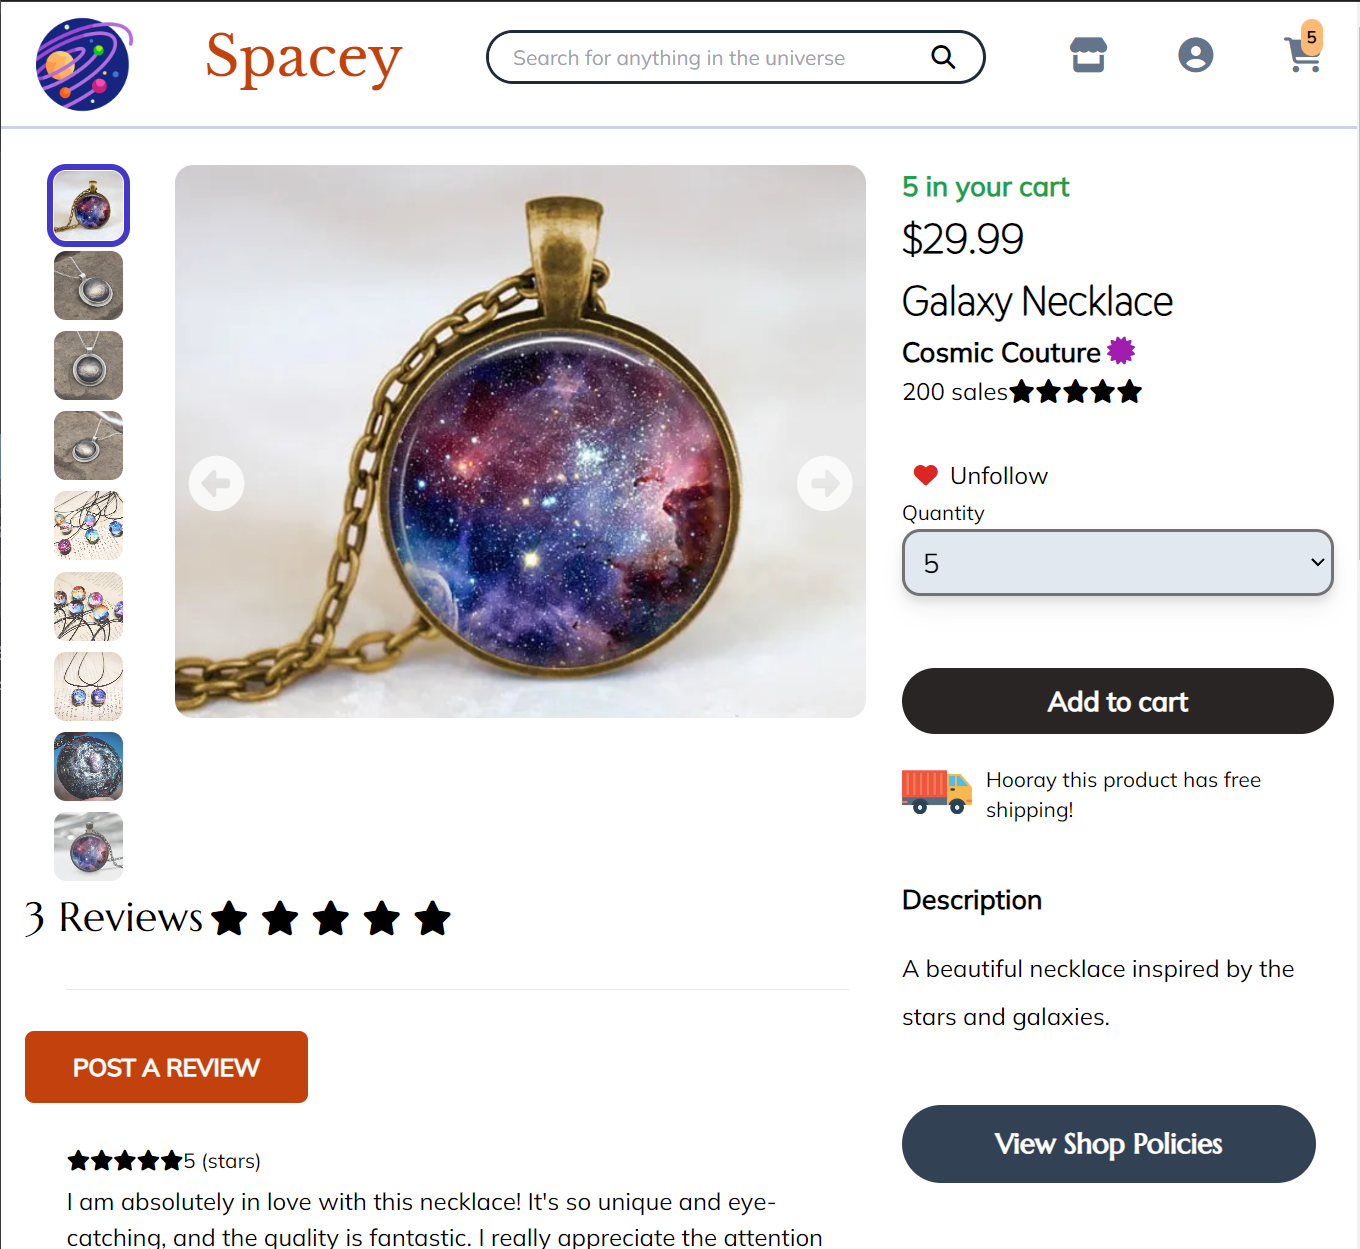 Spacey
Search for anything in the universe
5
5 in your cart
$29.99
Galaxy Necklace
Cosmic Couture
200 sales
Unfollow
Quantity
5
Add to cart
Hooray this product has free
shipping!
Description
A beautiful necklace inspired by the
stars and galaxies.
View Shop Policies
3 Reviews
POST A REVIEW
5 (stars)
I am absolutely in love with this necklace! It's so unique and eye-
catching, and the quality is fantastic. I really appreciate the attention